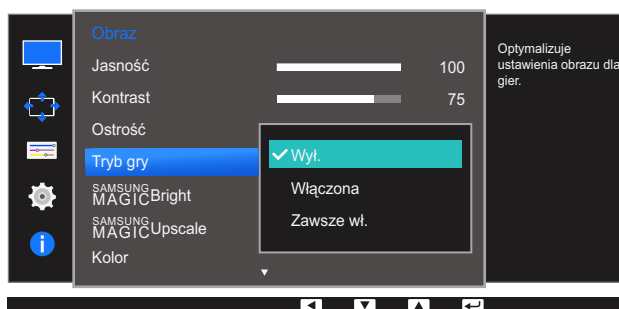 Obraz
Jasność 100
Kontrast 75
Ostrość
Tryb gry
SAMSUNG MAGIC Bright
SAMSUNG MAGIC Upscale
Kolor
Wył.
Włączona
Zawsze wł.
Optymalizuje
ustawienia obrazu dla
gier.